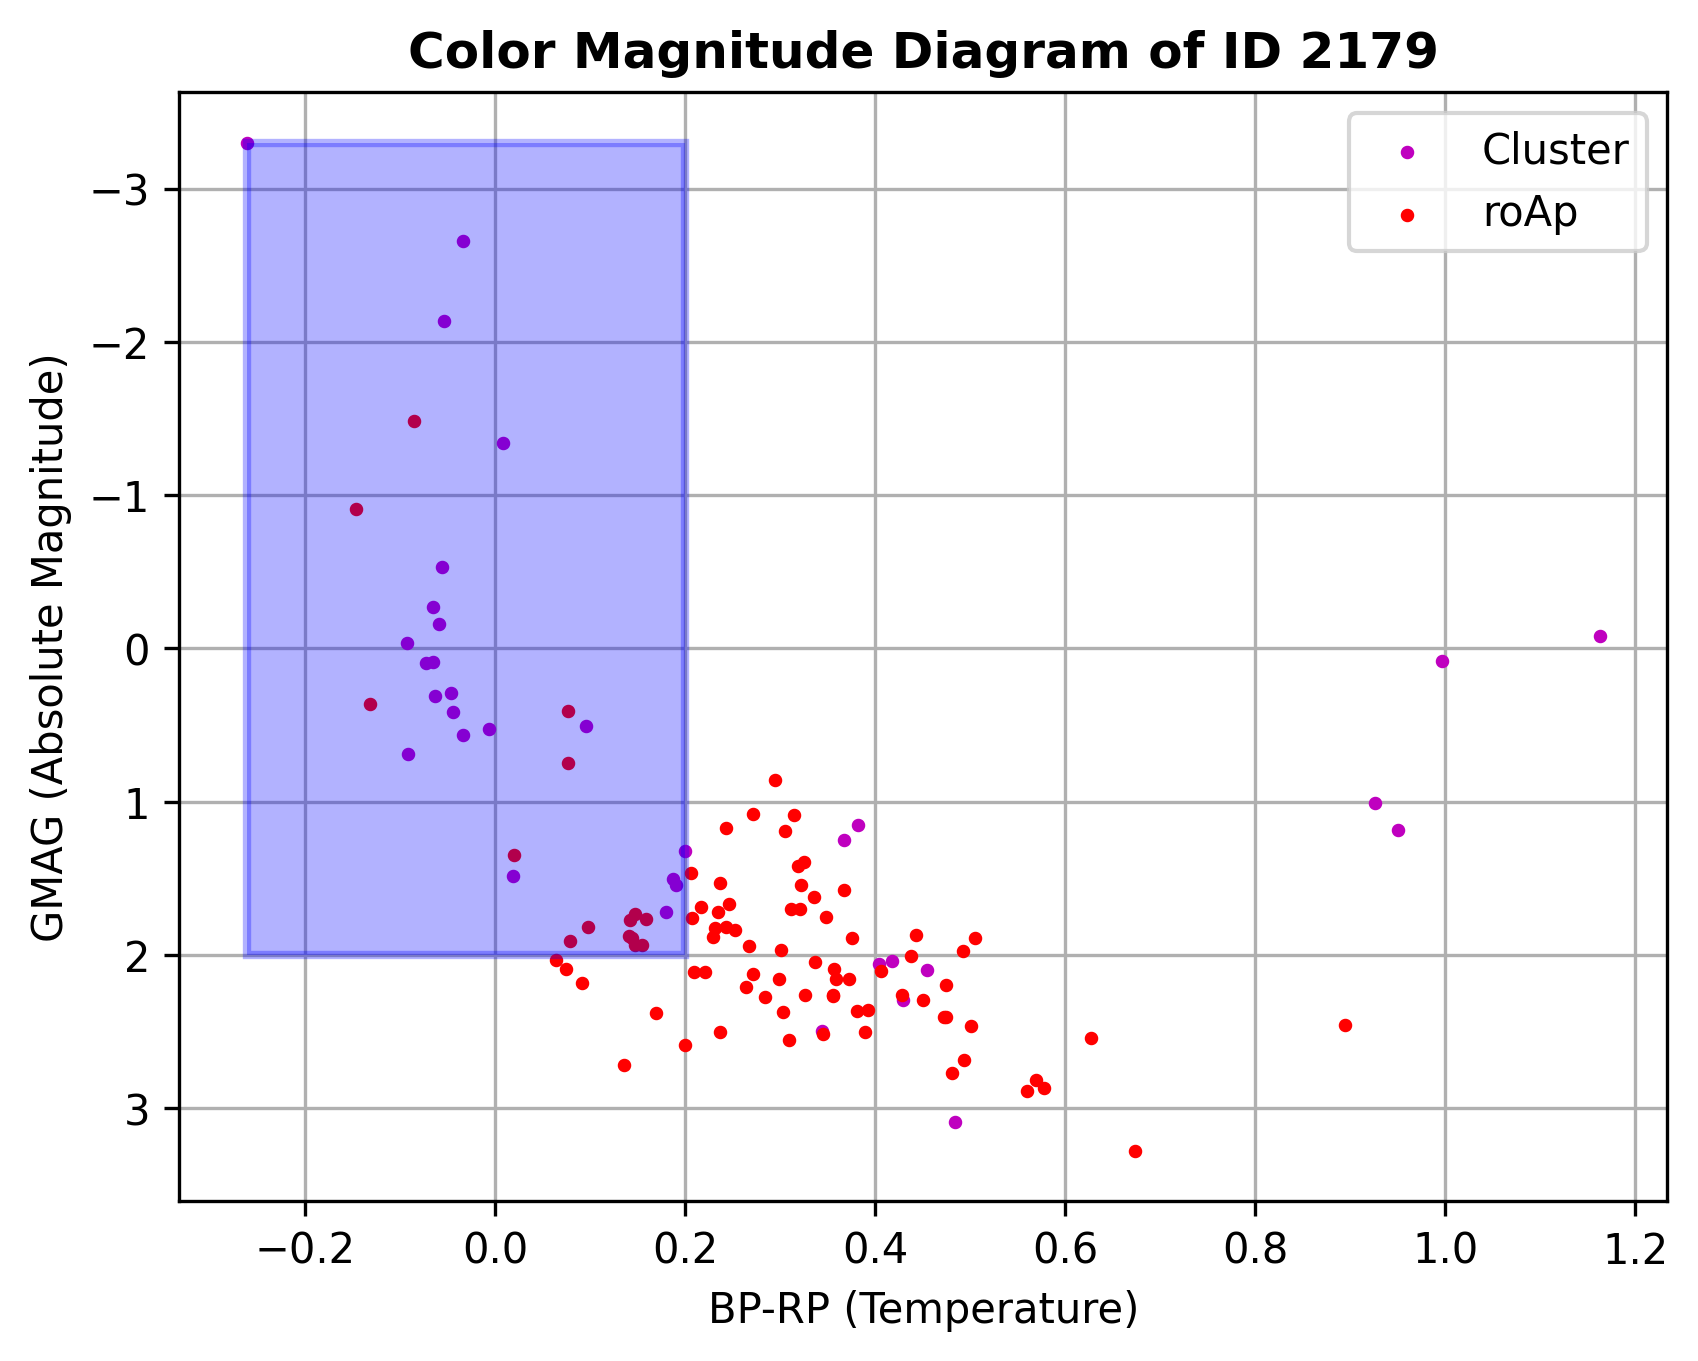 Color Magnitude Diagram of ID 2179
Cluster
roAp
GMAG (Absolute Magnitude)
−3
−2
−1
0
1
2
3
−0.2 0.0 0.2 0.4 0.6 0.8 1.0 1.2
BP-RP (Temperature)